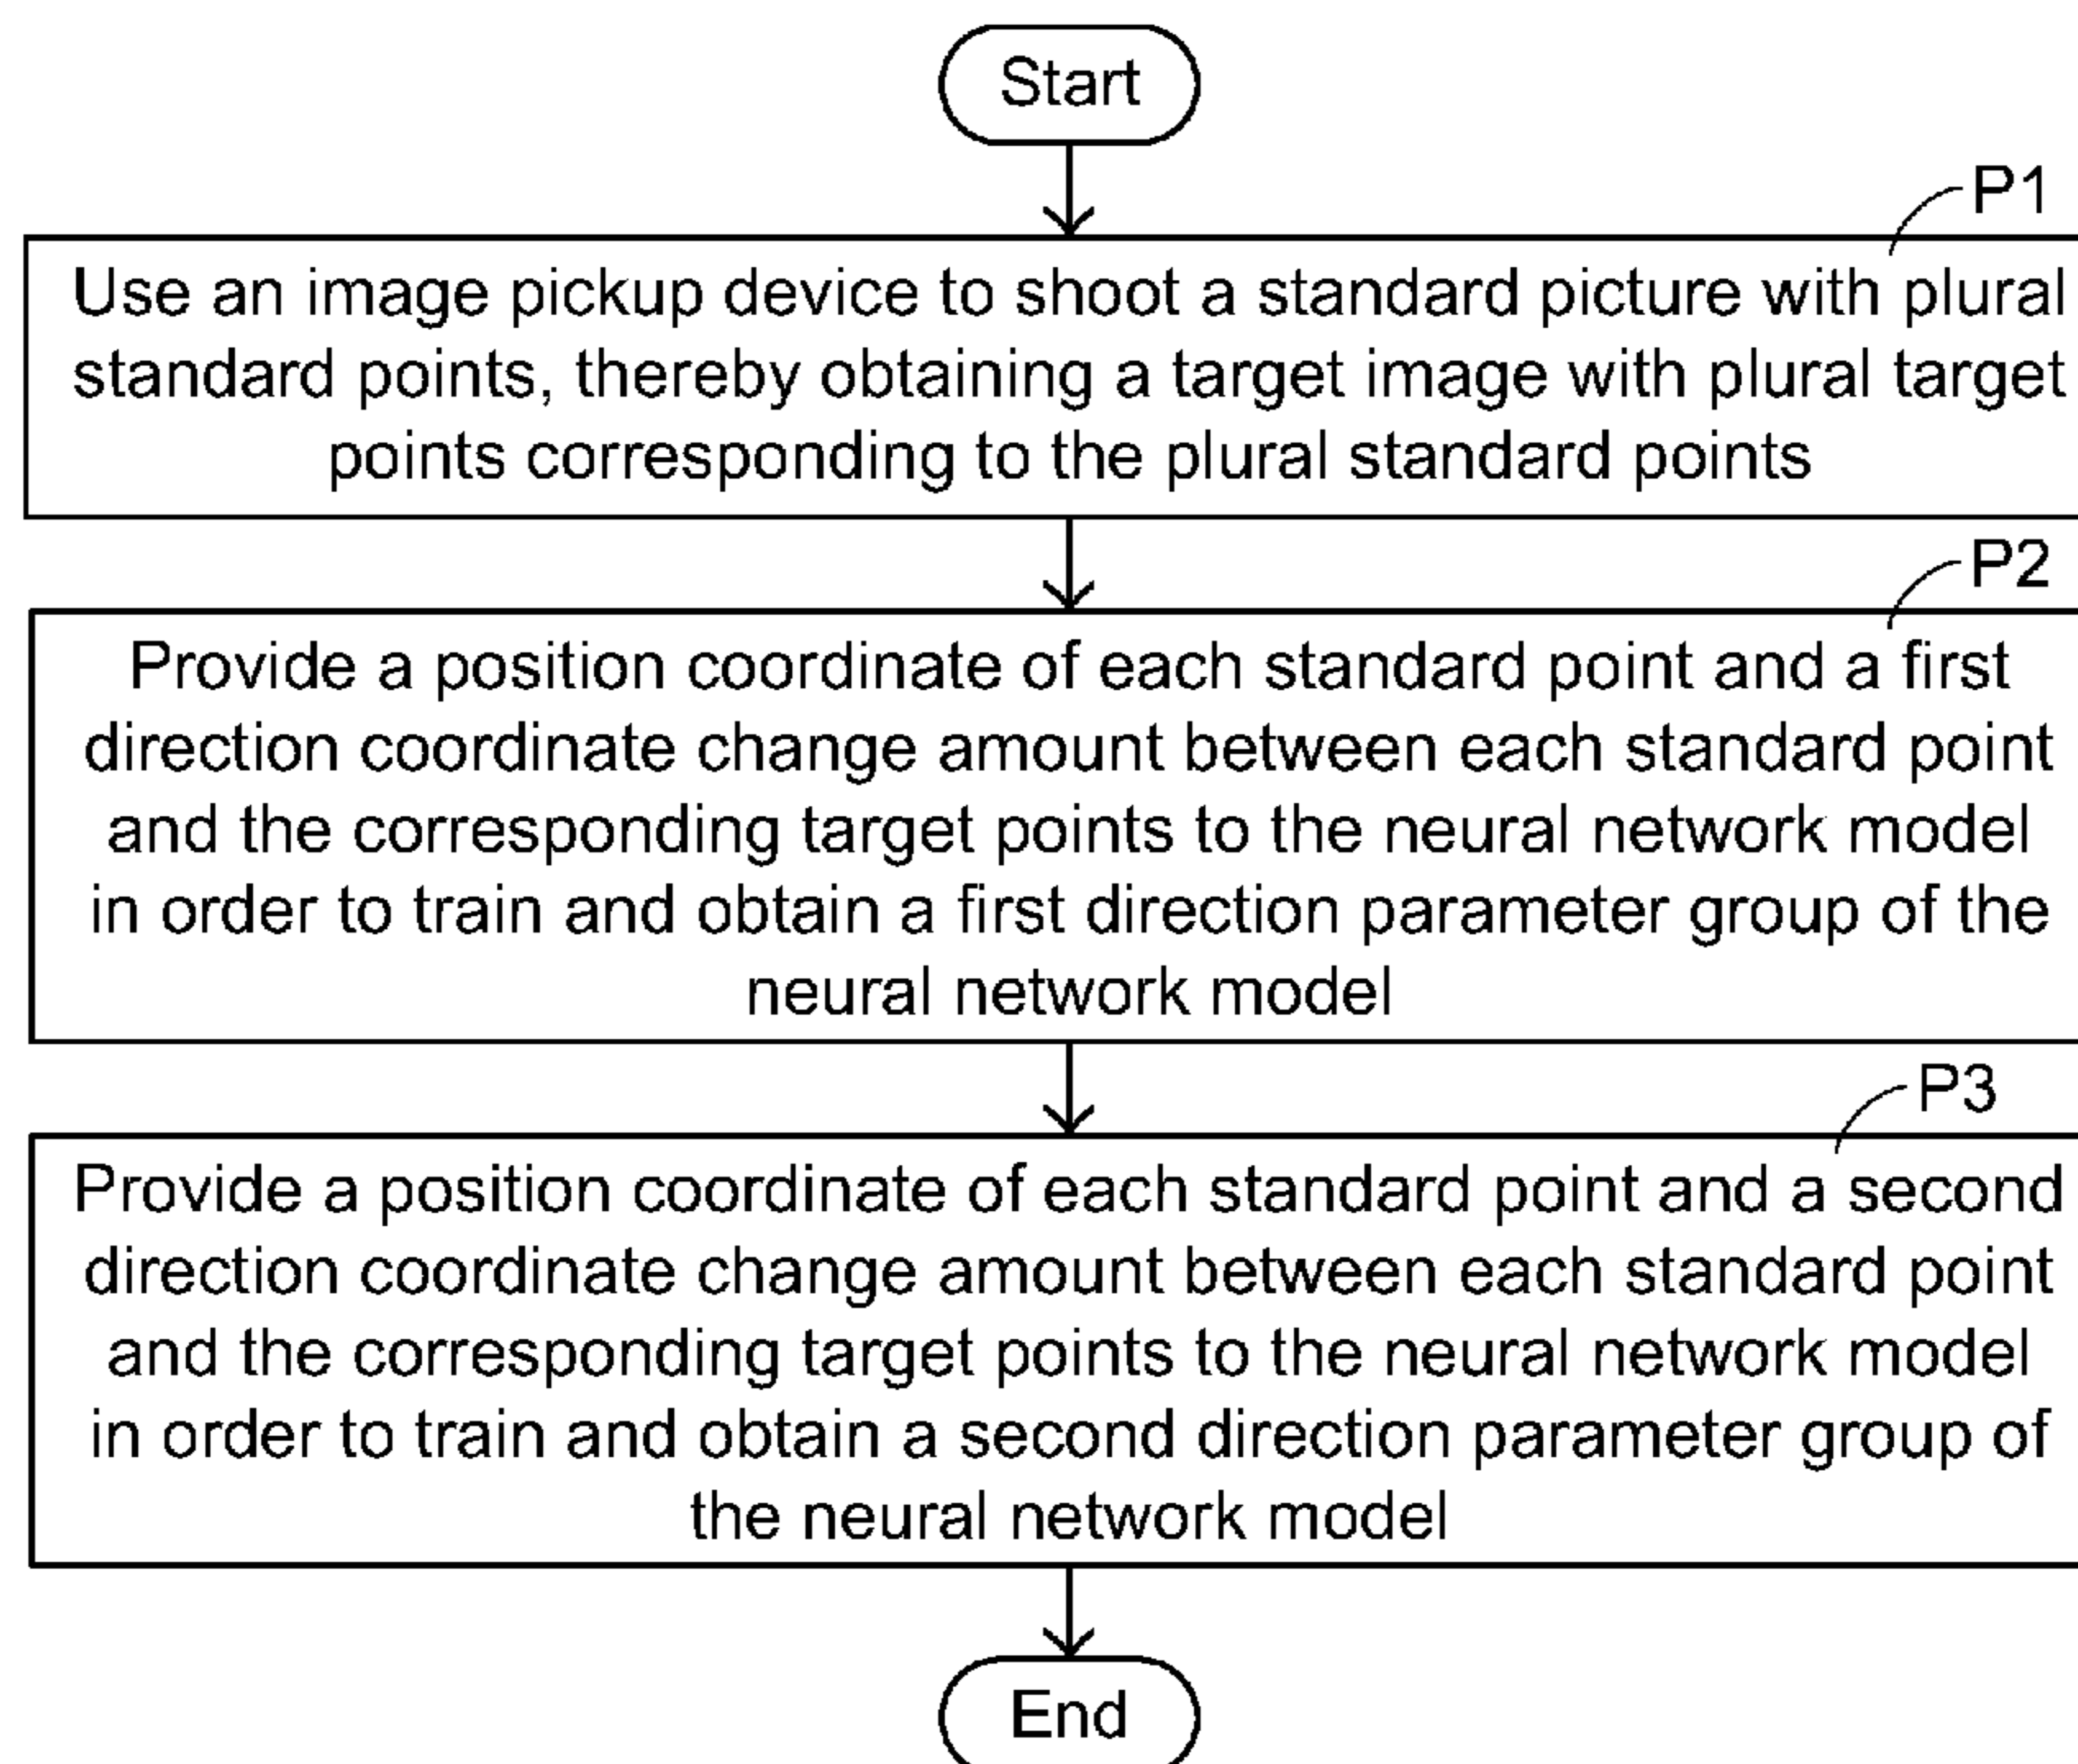 Start
P1
Use an image pickup device to shoot a standard picture with plural
standard points, thereby obtaining a target image with plural target
points corresponding to the plural standard points
P2
Provide a position coordinate of each standard point and a first
direction coordinate change amount between each standard point
and the corresponding target points to the neural network model
in order to train and obtain a first direction parameter group of the
neural network model
P3
Provide a position coordinate of each standard point and a second
direction coordinate change amount between each standard point
and the corresponding target points to the neural network model
in order to train and obtain a second direction parameter group of
the neural network model
End